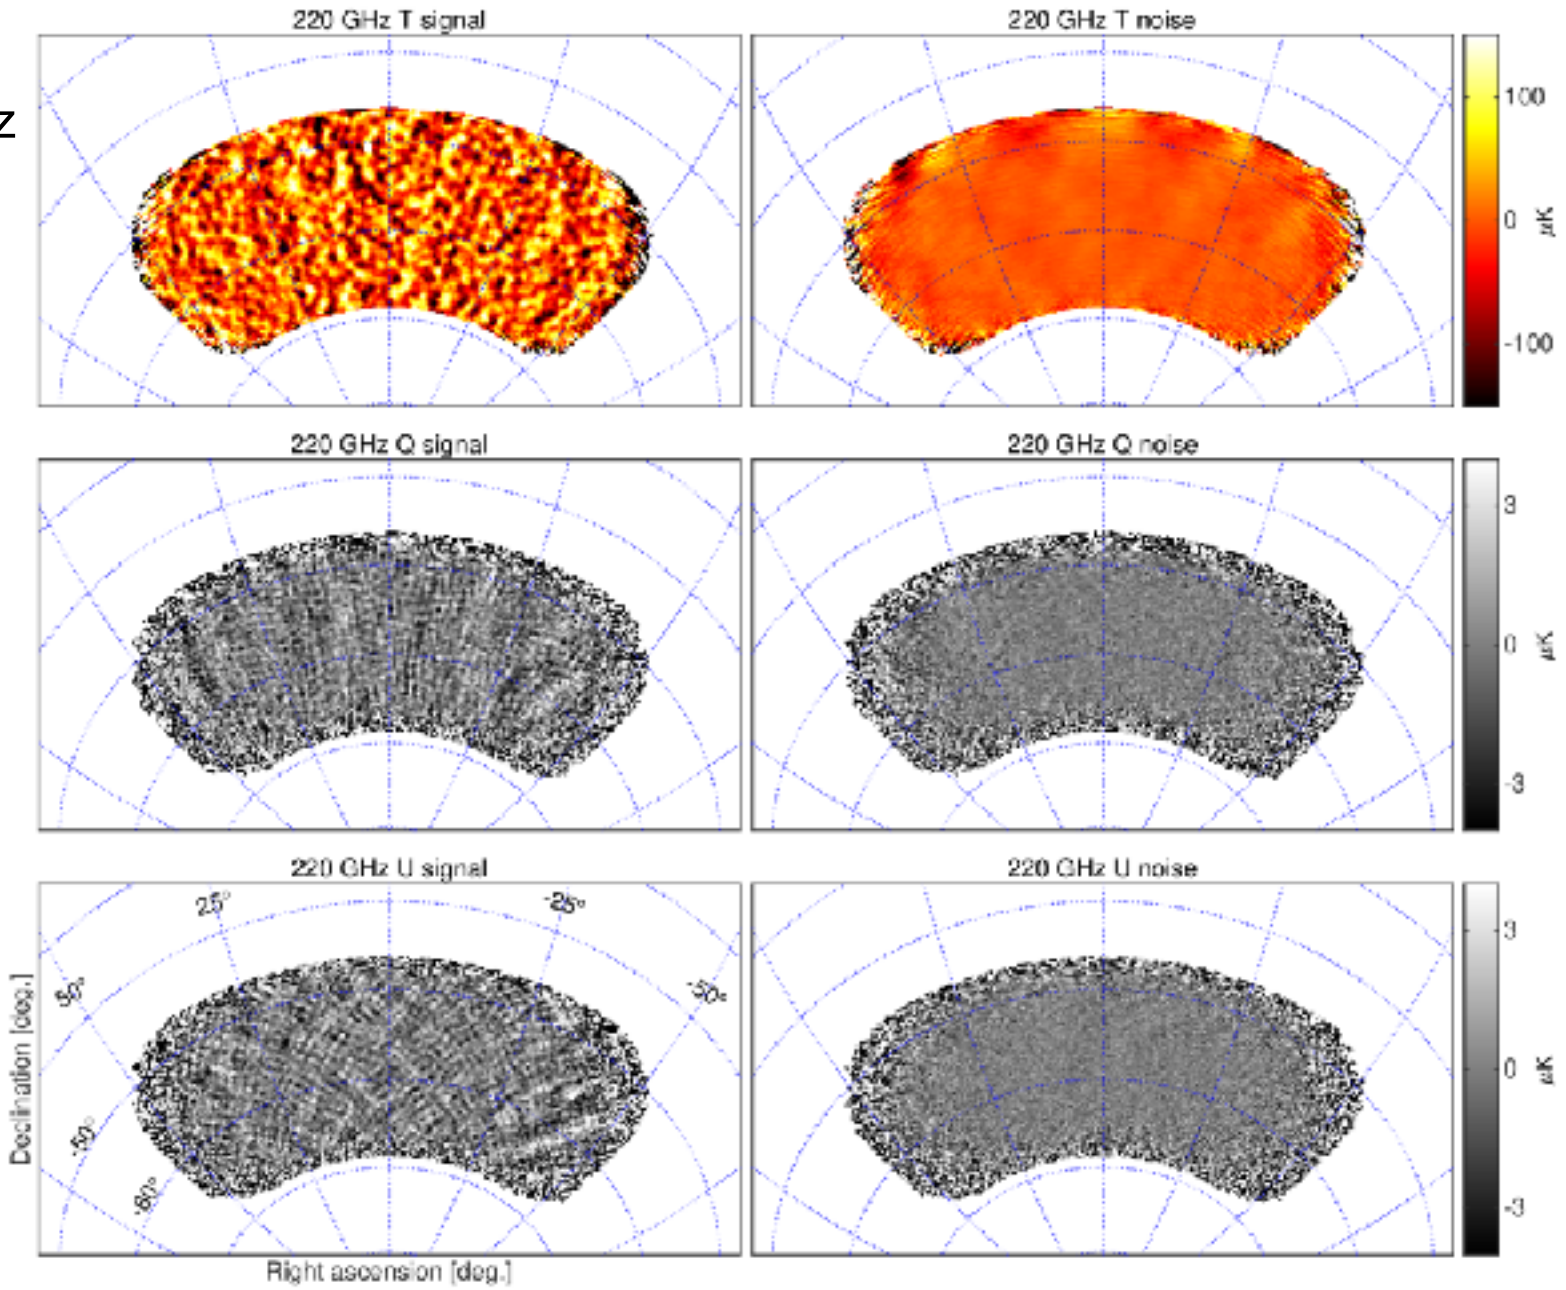 220 GHz T signal
220 GHz T noise
z
100
0
-100
μK
220 GHz Q signal
220 GHz Q noise
3
0
-3
μK
220 GHz U signal
220 GHz U noise
25°
-25°
50°
-50°
-50°
-60°
3
0
-3
μK
Declination [deg.]
Right ascension [deg.]